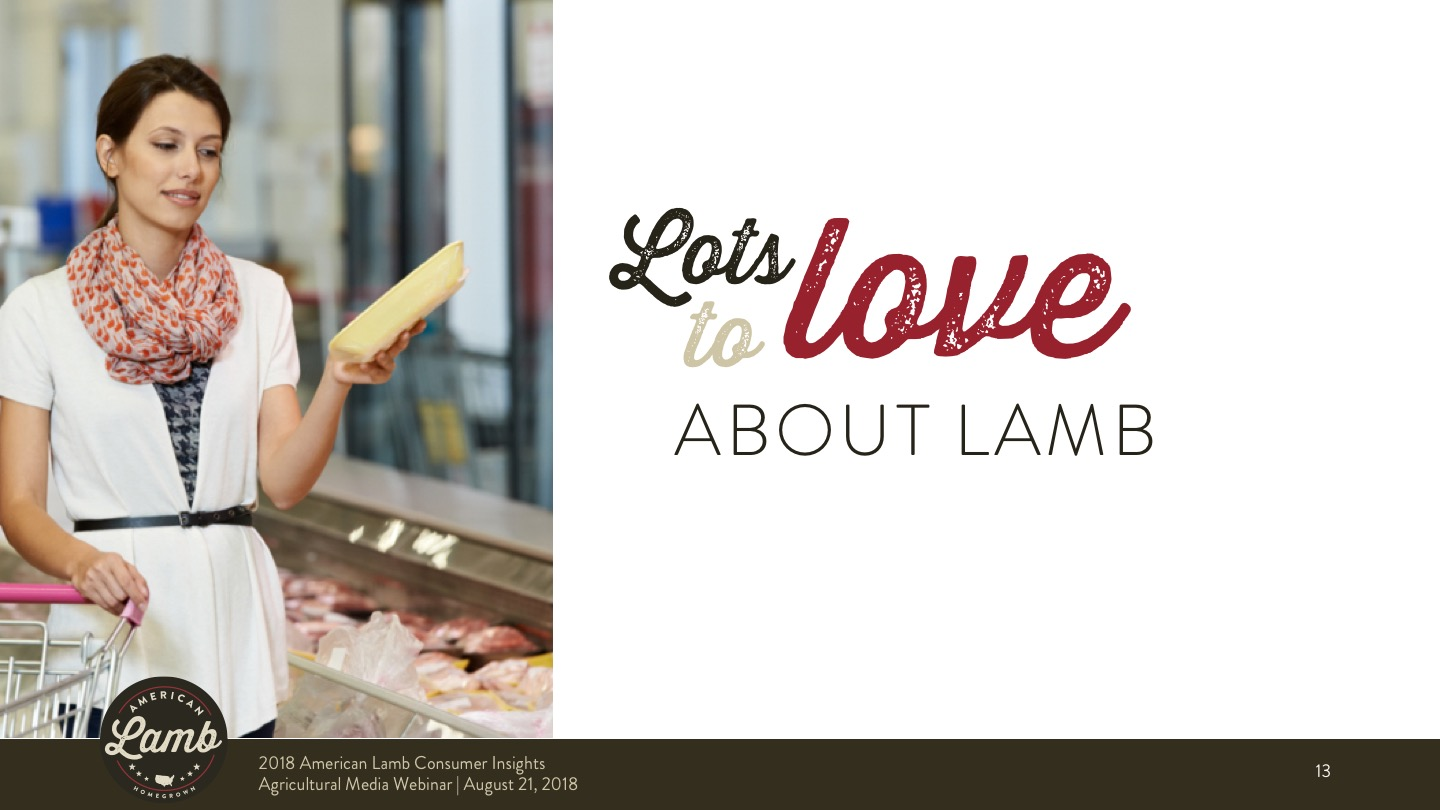 Lots
to love
ABOUT LAMB
AMERICAN
Lamb
HOMEGROWN
2018 American Lamb Consumer Insights
Agricultural Media Webinar | August 21, 2018
13